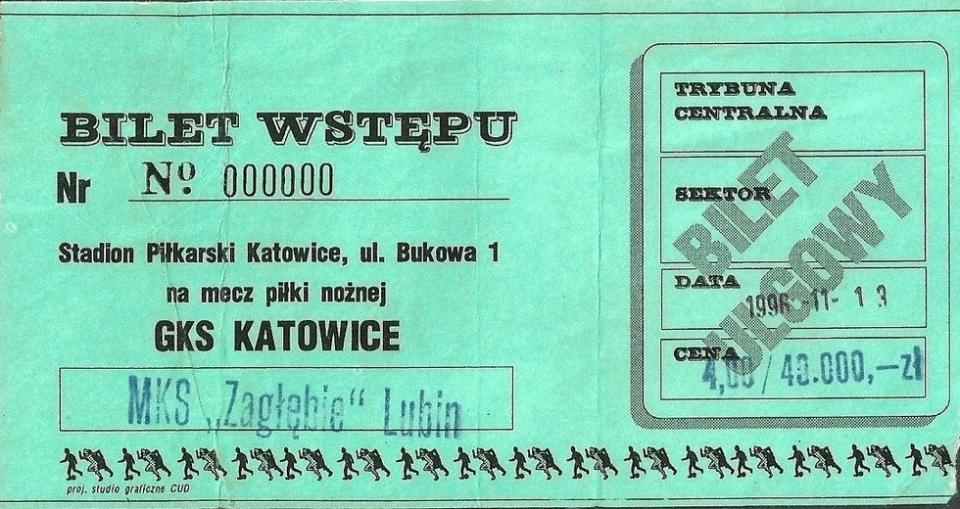 BILET WSTĘPU
Nr Nº 000000
Stadion Piłkarski Katowice, ul. Bukowa 1
na mecz piłki nożnej
GKS KATOWICE
MKS „Zagłębie“ Lubin
proj. studio graficzne CUD
TRYBUNA
CENTRALNA
SEKTOR
BILET
ULGOWY
DATA 1996-11-13
CENA 4,00 / 40.000,—zł